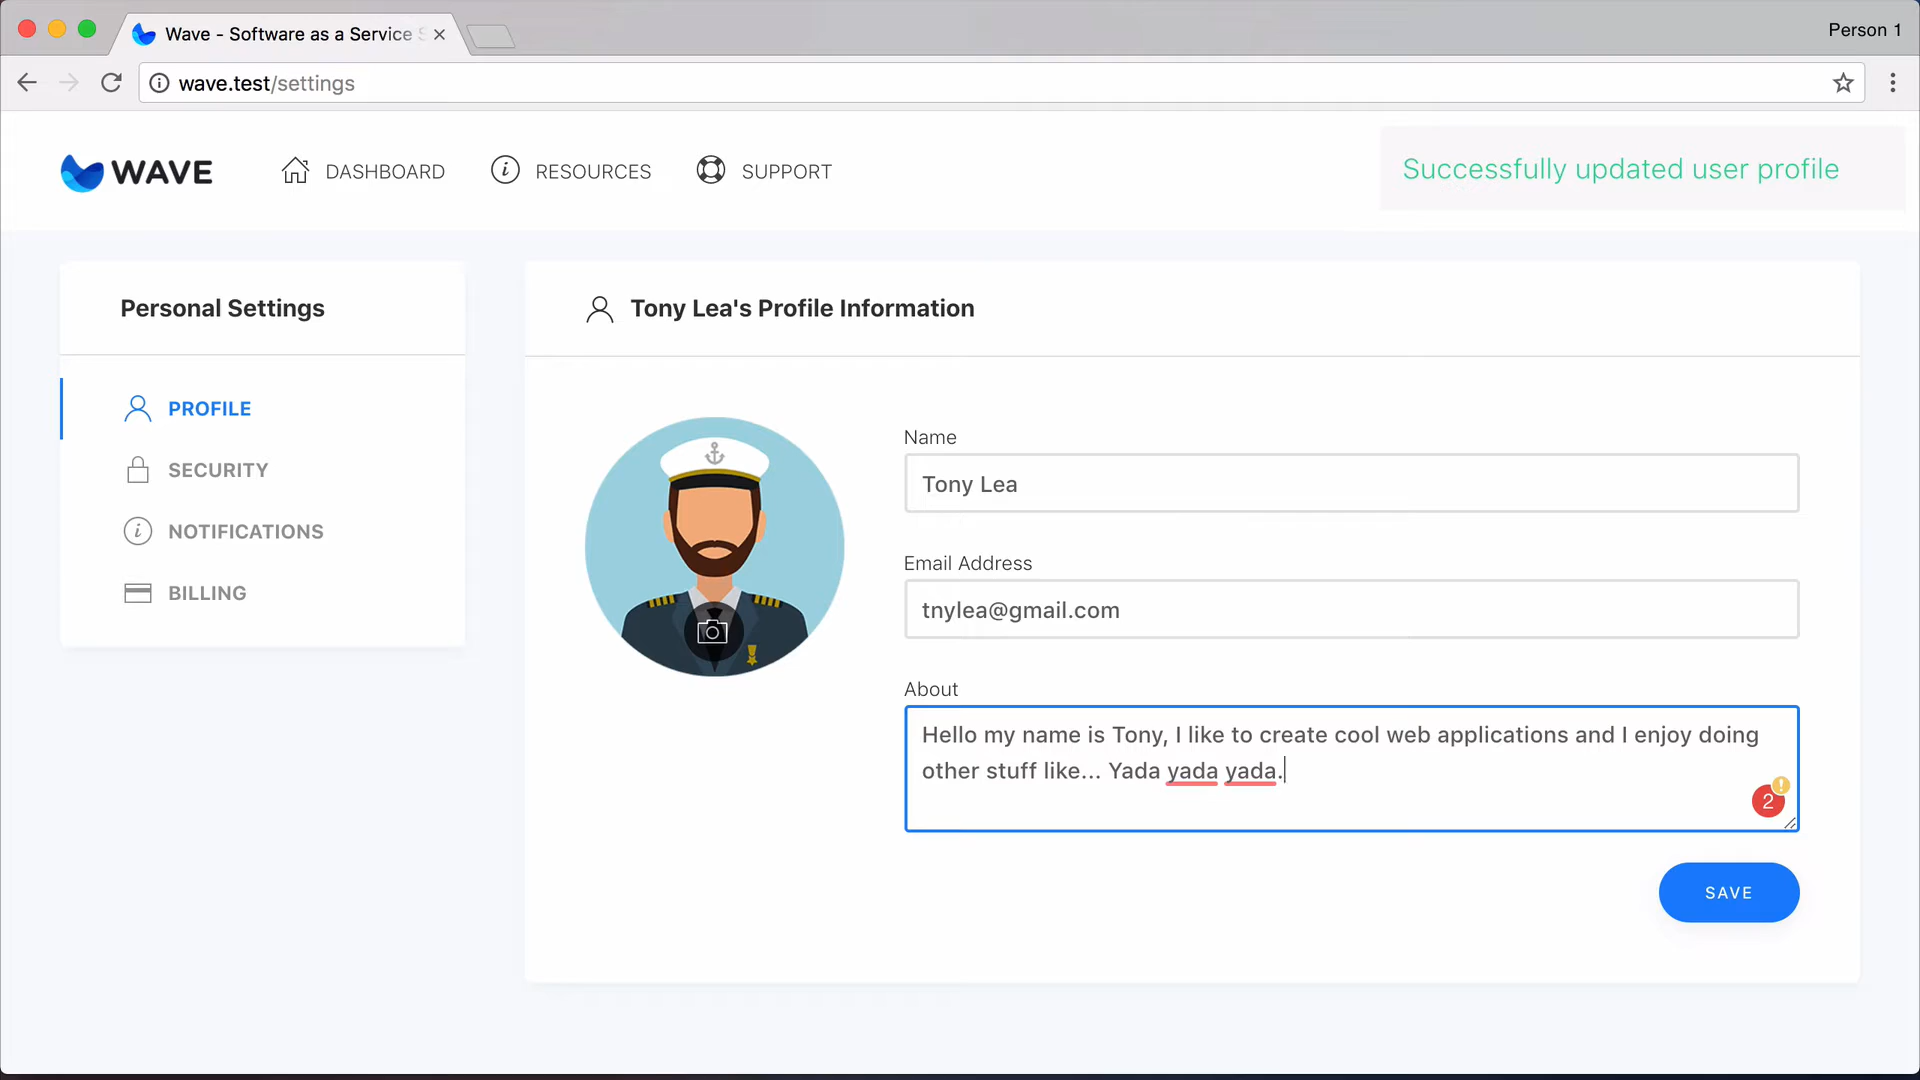 Wave - Software as a Service
Person 1
wave.test/settings
WAVE
DASHBOARD
RESOURCES
SUPPORT
Successfully updated user profile
Personal Settings
PROFILE
SECURITY
NOTIFICATIONS
BILLING
Tony Lea's Profile Information
Name
Tony Lea
Email Address
tnylea@gmail.com
About
Hello my name is Tony, I like to create cool web applications and I enjoy doing
other stuff like... Yada yada yada.
2
SAVE